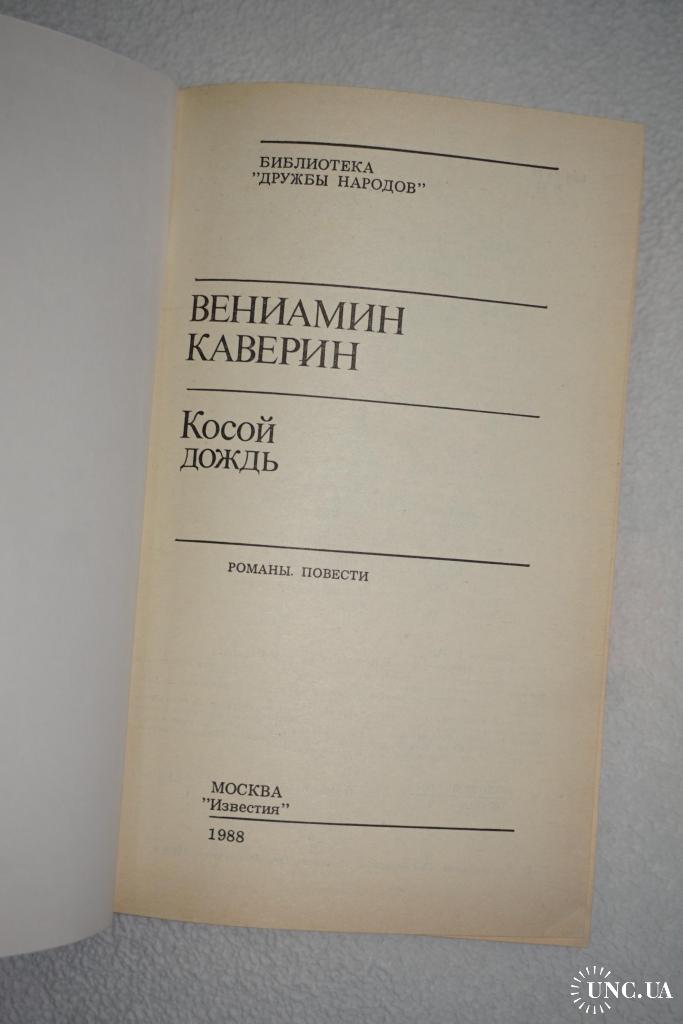 БИБЛИОТЕКА
"ДРУЖБЫ НАРОДОВ"
ВЕНИАМИН
КАВЕРИН
Косой
ДОЖДЬ
РОМАНЫ. ПОВЕСТИ
МОСКВА
"Известия"
1988
UNC.UA